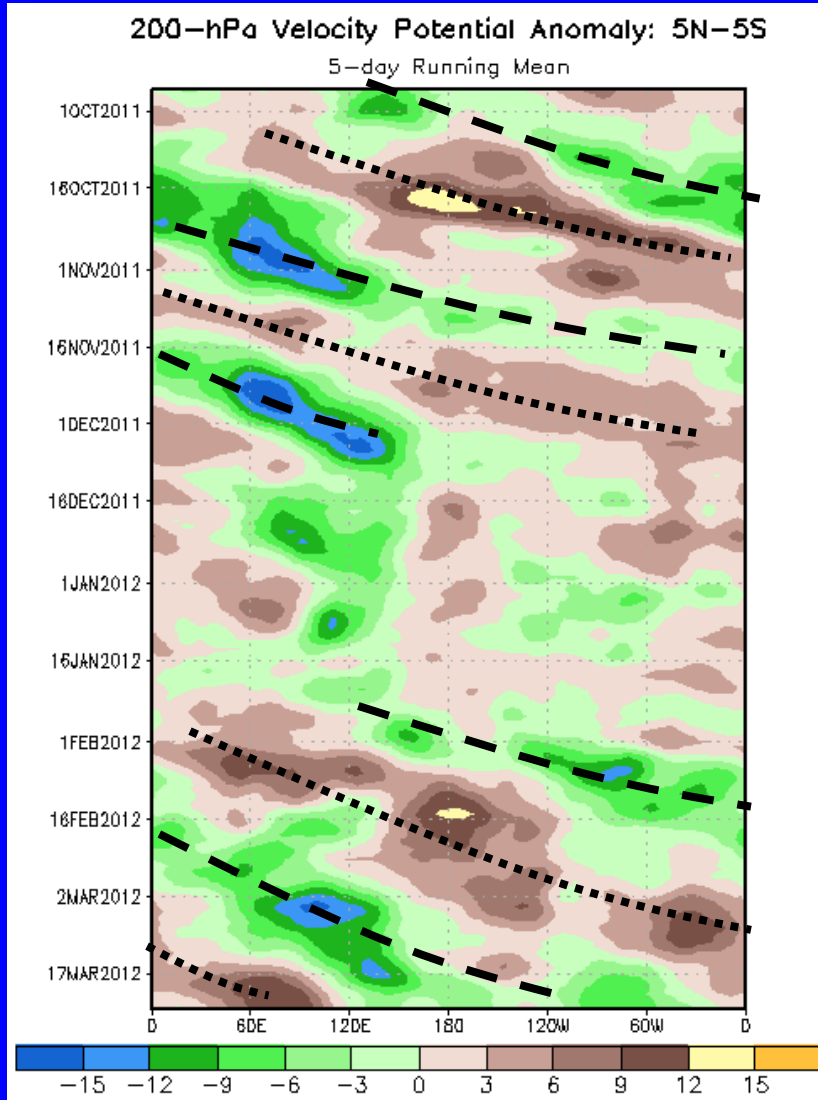 200-hPa Velocity Potential Anomaly: 5N-5S
5-day Running Mean
1OCT2011
16OCT2011
1NOV2011
16NOV2011
1DEC2011
16DEC2011
1JAN2012
16JAN2012
1FEB2012
16FEB2012
2MAR2012
17MAR2012
0 60E 120E 180 120W 60W 0
-15 -12 -9 -6 -3 0 3 6 9 12 15